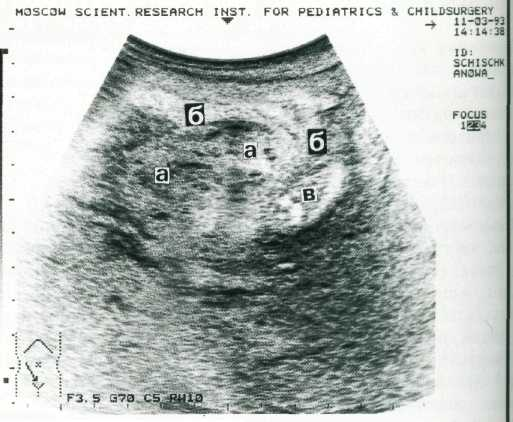 MOSCOW SCIENT. RESEARCH INST. FOR PEDIATRICS & CHILDSURGERY
11-03-93
14:14:38
ID:
SCHISCHK
ANOWA_
FOCUS
б
б
а
а
в
F3.5 G70 C5